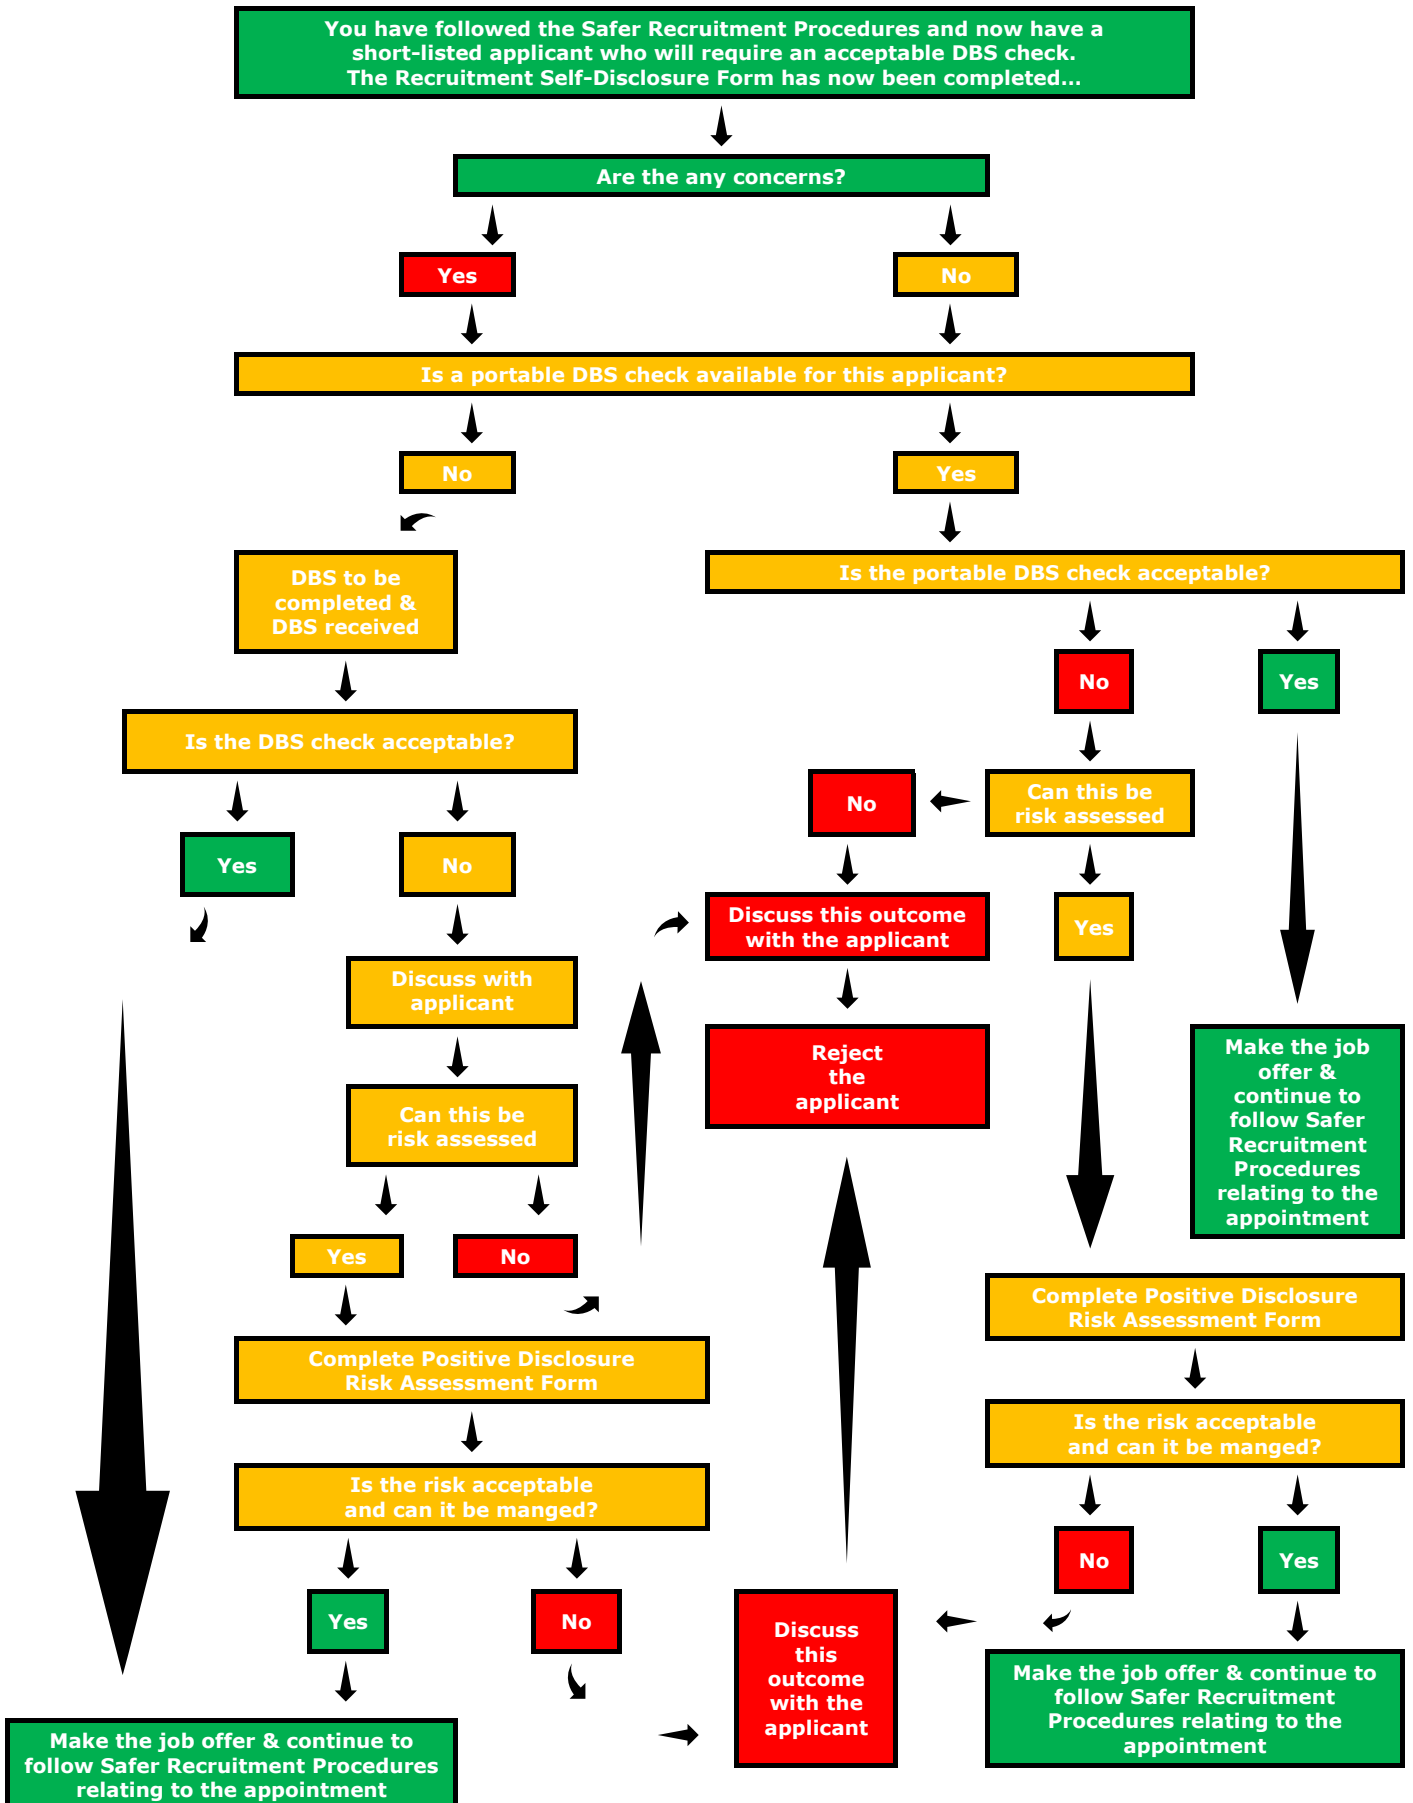 You have followed the Safer Recruitment Procedures and now have a
short-listed applicant who will require an acceptable DBS check.
The Recruitment Self-Disclosure Form has now been completed...
Are the any concerns?
Yes
No
Is a portable DBS check available for this applicant?
No
Yes
DBS to be
completed &
DBS received
Is the portable DBS check acceptable?
No
Yes
Is the DBS check acceptable?
Can this be
risk assessed
No
Yes
No
Discuss this outcome
with the applicant
Yes
Discuss with
applicant
Reject
the
applicant
Make the job
offer &
continue to
follow Safer
Recruitment
Procedures
relating to the
appointment
Can this be
risk assessed
Yes
No
Complete Positive Disclosure
Risk Assessment Form
Complete Positive Disclosure
Risk Assessment Form
Is the risk acceptable
and can it be manged?
Is the risk acceptable
and can it be manged?
No
Yes
Yes
No
Discuss
this
outcome
with the
applicant
Make the job offer & continue to
follow Safer Recruitment
Procedures relating to the
appointment
Make the job offer & continue to
follow Safer Recruitment Procedures
relating to the appointment